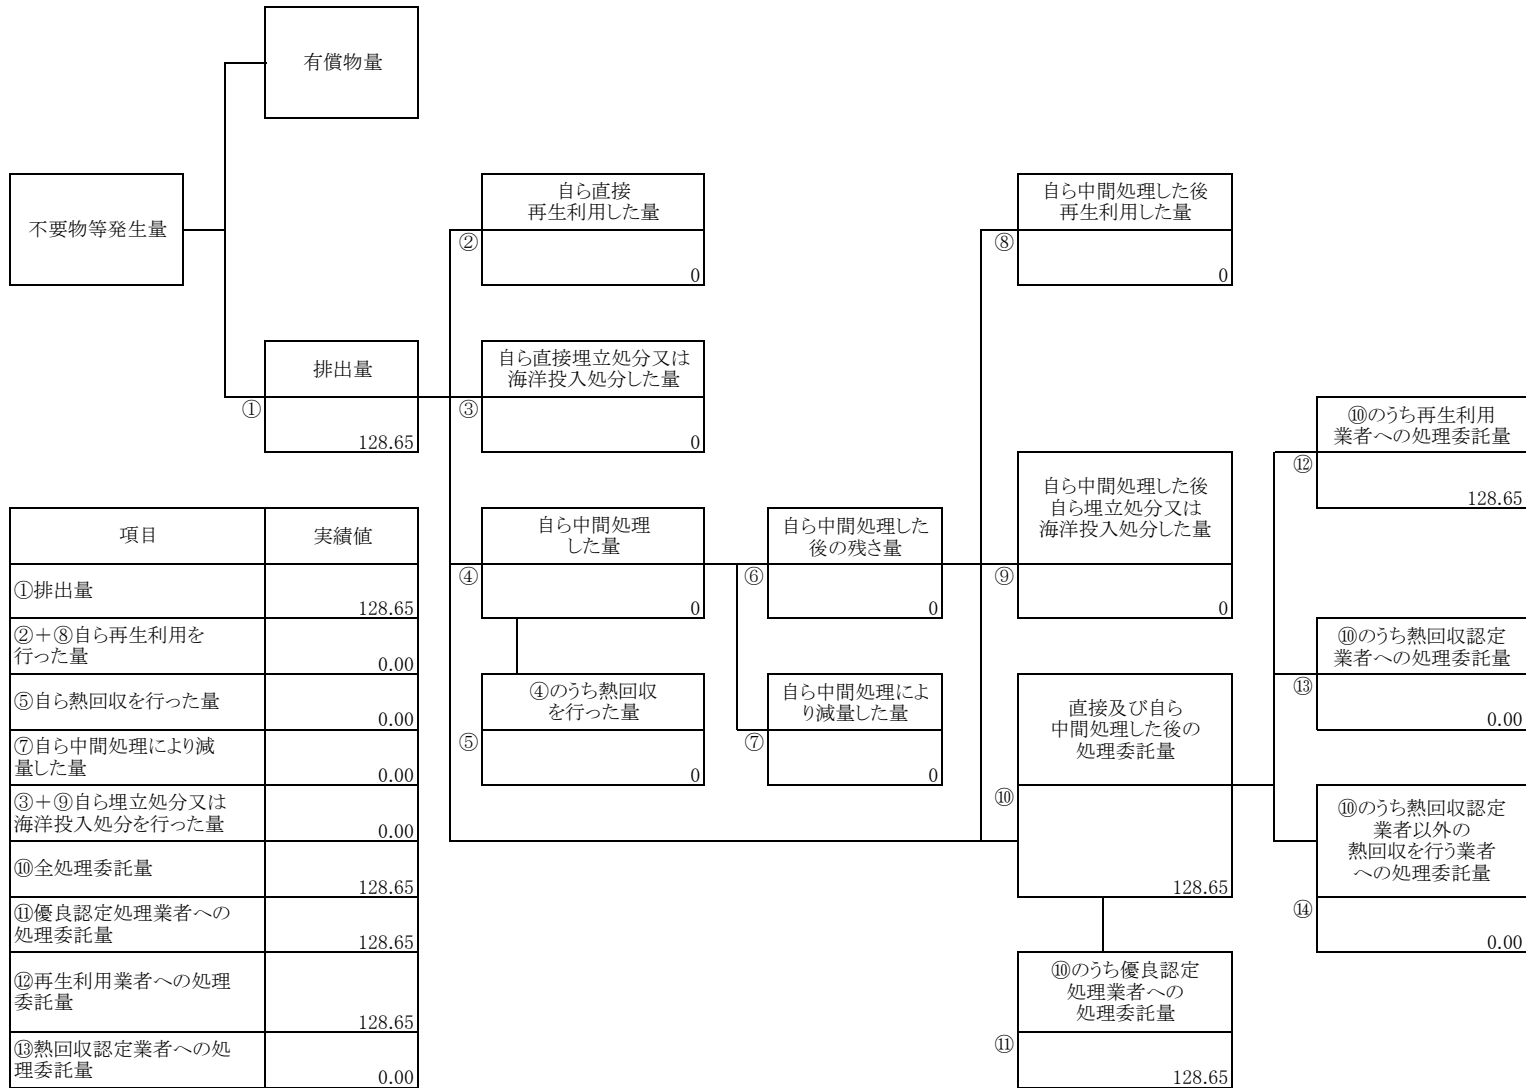 有償物量
不要物等発生量
自ら直接
再生利用した量
②
0
自ら中間処理した後
再生利用した量
⑧
0
排出量
①
128.65
自ら直接埋立処分又は
海洋投入処分した量
③
0
⑩のうち再生利用
業者への処理委託量
⑫
128.65
自ら中間処理
した量
④
0
自ら中間処理した
後の残さ量
⑥
0
自ら中間処理した後
自ら埋立処分又は
海洋投入処分した量
⑨
0
⑩のうち熱回収認定
業者への処理委託量
⑬
0.00
④のうち熱回収
を行った量
⑤
0
自ら中間処理によ
り減量した量
⑦
0
直接及び自ら
中間処理した後の
処理委託量
⑩
128.65
⑩のうち熱回収認定
業者以外の
熱回収を行う業者
への処理委託量
⑭
0.00
⑩のうち優良認定
処理業者への
処理委託量
⑪
128.65
項目 実績値
①排出量
128.65
②+⑧自ら再生利用を
行った量 0.00
⑤自ら熱回収を行った量
0.00
⑦自ら中間処理により減
量した量 0.00
③+⑨自ら埋立処分又は
海洋投入処分を行った量 0.00
⑩全処理委託量
128.65
⑪優良認定処理業者への
処理委託量 128.65
⑫再生利用業者への処理
委託量
128.65
⑬熱回収認定業者への処
理委託量 0.00